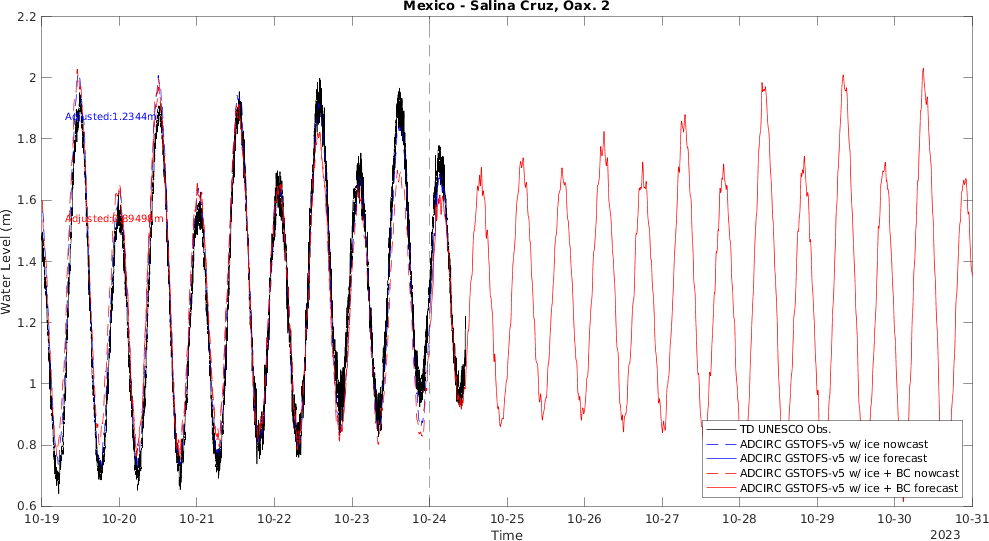 Mexico - Salina Cruz, Oax. 2
2.2
2
1.8
1.6
1.4
1.2
1
0.8
0.6
Water Level (m)
Adjusted:1.2344m
10-19
10-20
10-21
10-22
10-23
10-24
10-25
10-26
10-27
10-28
10-29
10-30
10-31
Time
2023
TD UNESCO Obs.
ADCIRC GSTOFS-v5 w/ ice nowcast
ADCIRC GSTOFS-v5 w/ ice forecast
ADCIRC GSTOFS-v5 w/ ice + BC nowcast
ADCIRC GSTOFS-v5 w/ ice + BC forecast